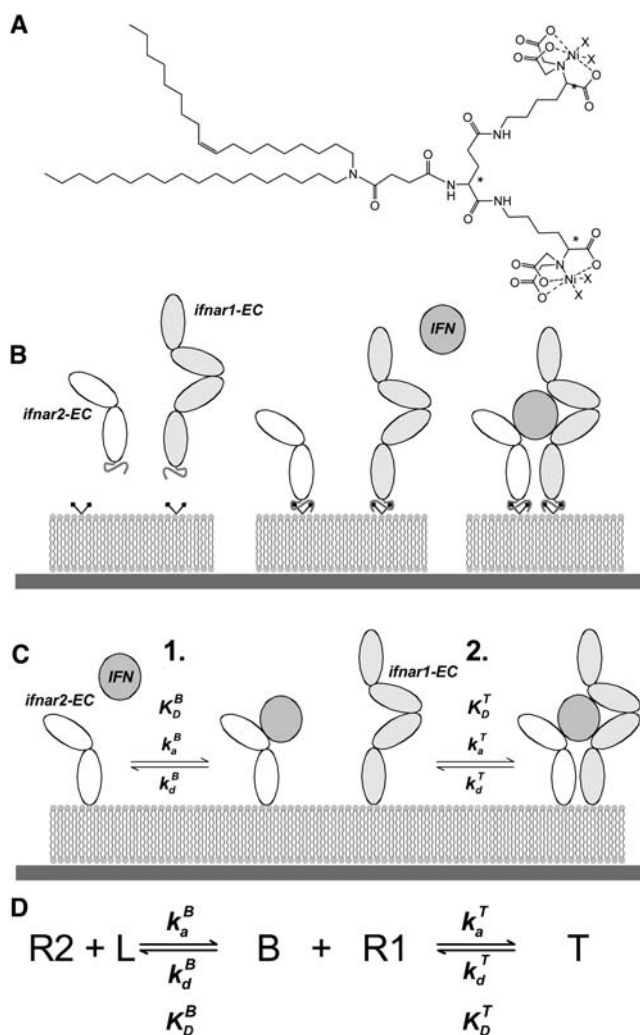 A
O
O
O
Ni
X
X
N
O
O
*
O
O
NH
N
O
O
N
H
*
O
NH
*
O
O
N
O
O
Ni
X
O
O
X
B
ifnar1-EC
IFN
ifnar2-EC
C
1.
2.
IFN
ifnar1-EC
ifnar2-EC
K_D^B
K_D^T
k_a^B
k_a^T
k_d^B
k_d^T
D
k_a^B
k_a^T
R2 + L B + R1 T
k_d^B
k_d^T
K_D^B
K_D^T